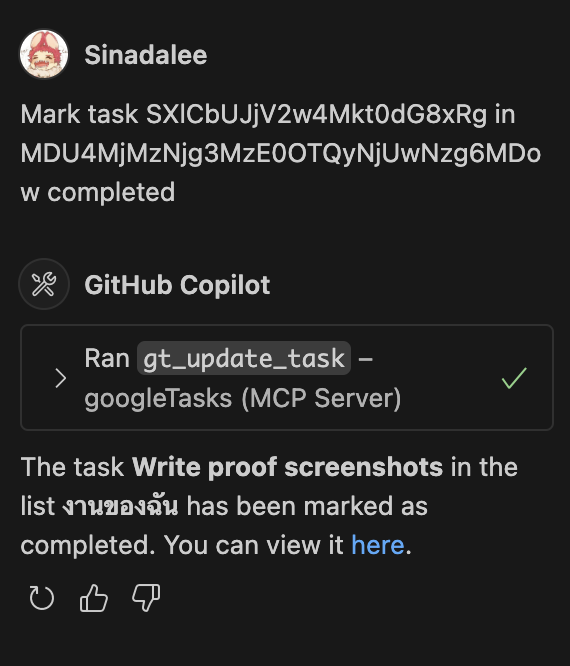 Sinadalee
Mark task SXlCbUJjV2w4Mkt0dG8xRg in
MDU4MjMzNjg3MzE0OTQyNjUwNzg6MDo
w completed
GitHub Copilot
Ran gt_update_task –
googleTasks (MCP Server)
The task Write proof screenshots in the
list งานของฉัน has been marked as
completed. You can view it here.